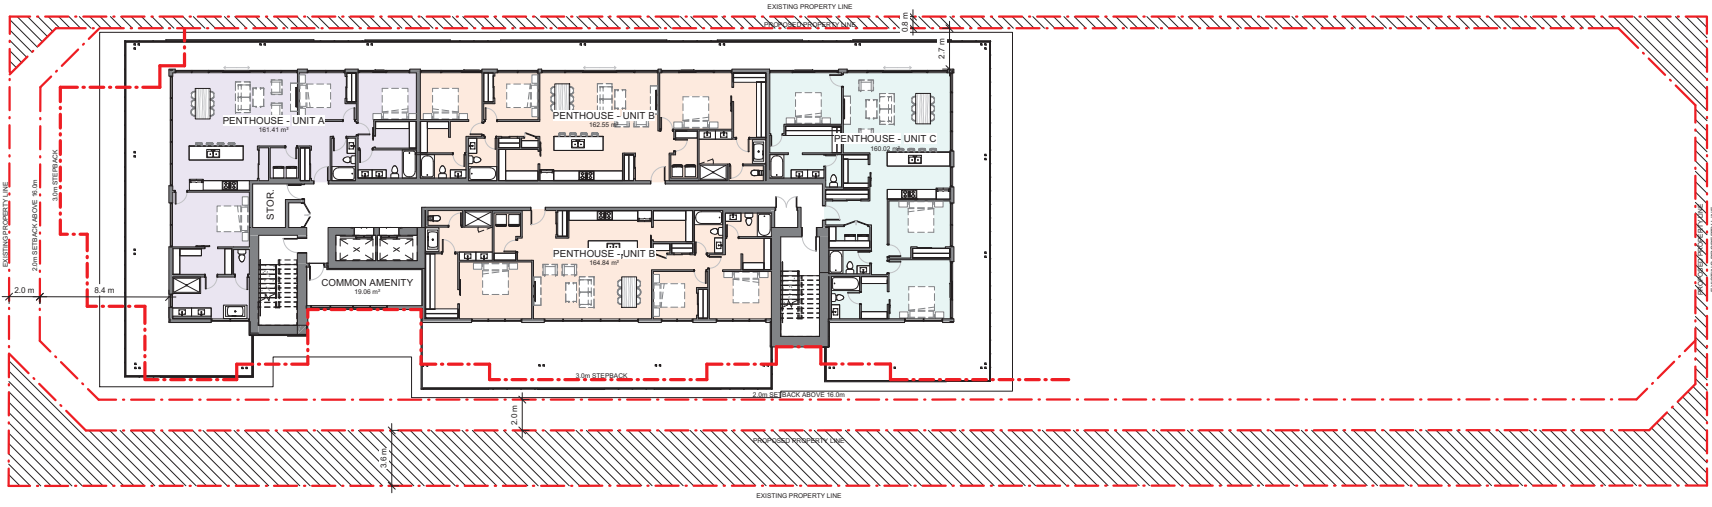 EXISTING PROPERTY LINE
PROPOSED PROPERTY LINE
0.8 m
2.7 m
PENTHOUSE - UNIT A
161.41 m²
PENTHOUSE - UNIT B
162.55 m²
PENTHOUSE - UNIT C
160.02 m²
3.0m STEPBACK
EXISTING PROPERTY LINE
2.0m SETBACK ABOVE 16.0m
STOR.
PENTHOUSE - UNIT B
164.84 m²
COMMON AMENITY
19.06 m²
2.0 m
8.4 m
3.0m STEPBACK
2.0m SETBACK ABOVE 16.0m
2.0 m
PROPOSED PROPERTY LINE
3.6 m
EXISTING PROPERTY LINE